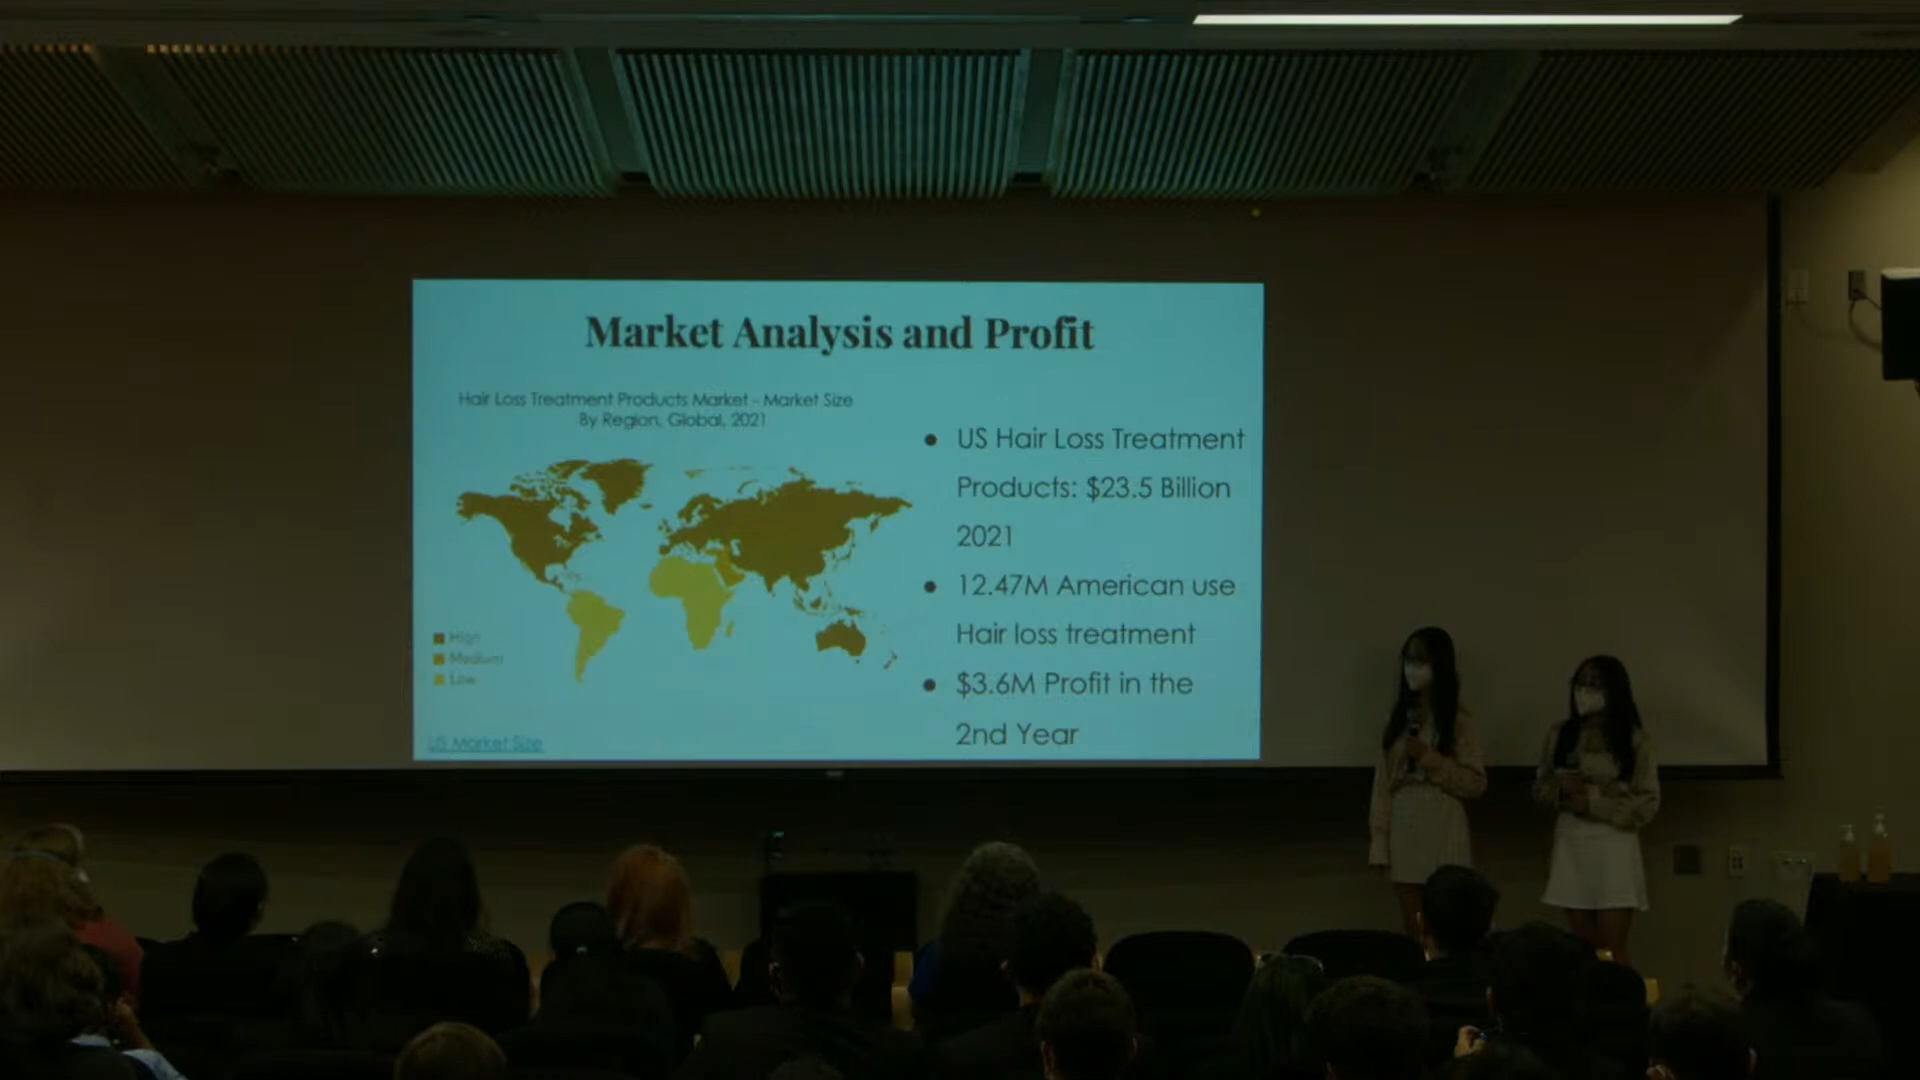 Market Analysis and Profit
Hair Loss Treatment Products Market - Market Size
By Region, Global, 2021
US Hair Loss Treatment
Products: $23.5 Billion
2021
12.47M American use
Hair loss treatment
$3.6M Profit in the
2nd Year
High
Medium
Low
US Market Size